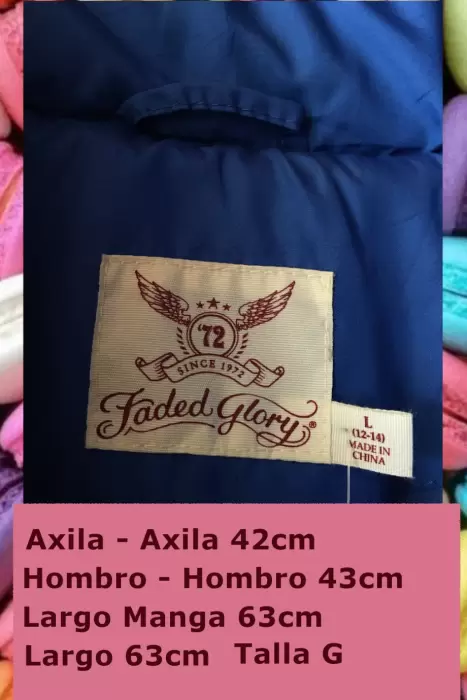 '72
SINCE 1972
Faded Glory®
L
(12-14)
MADE IN
CHINA
Axila - Axila 42cm
Hombro - Hombro 43cm
Largo Manga 63cm
Largo 63cm Talla G